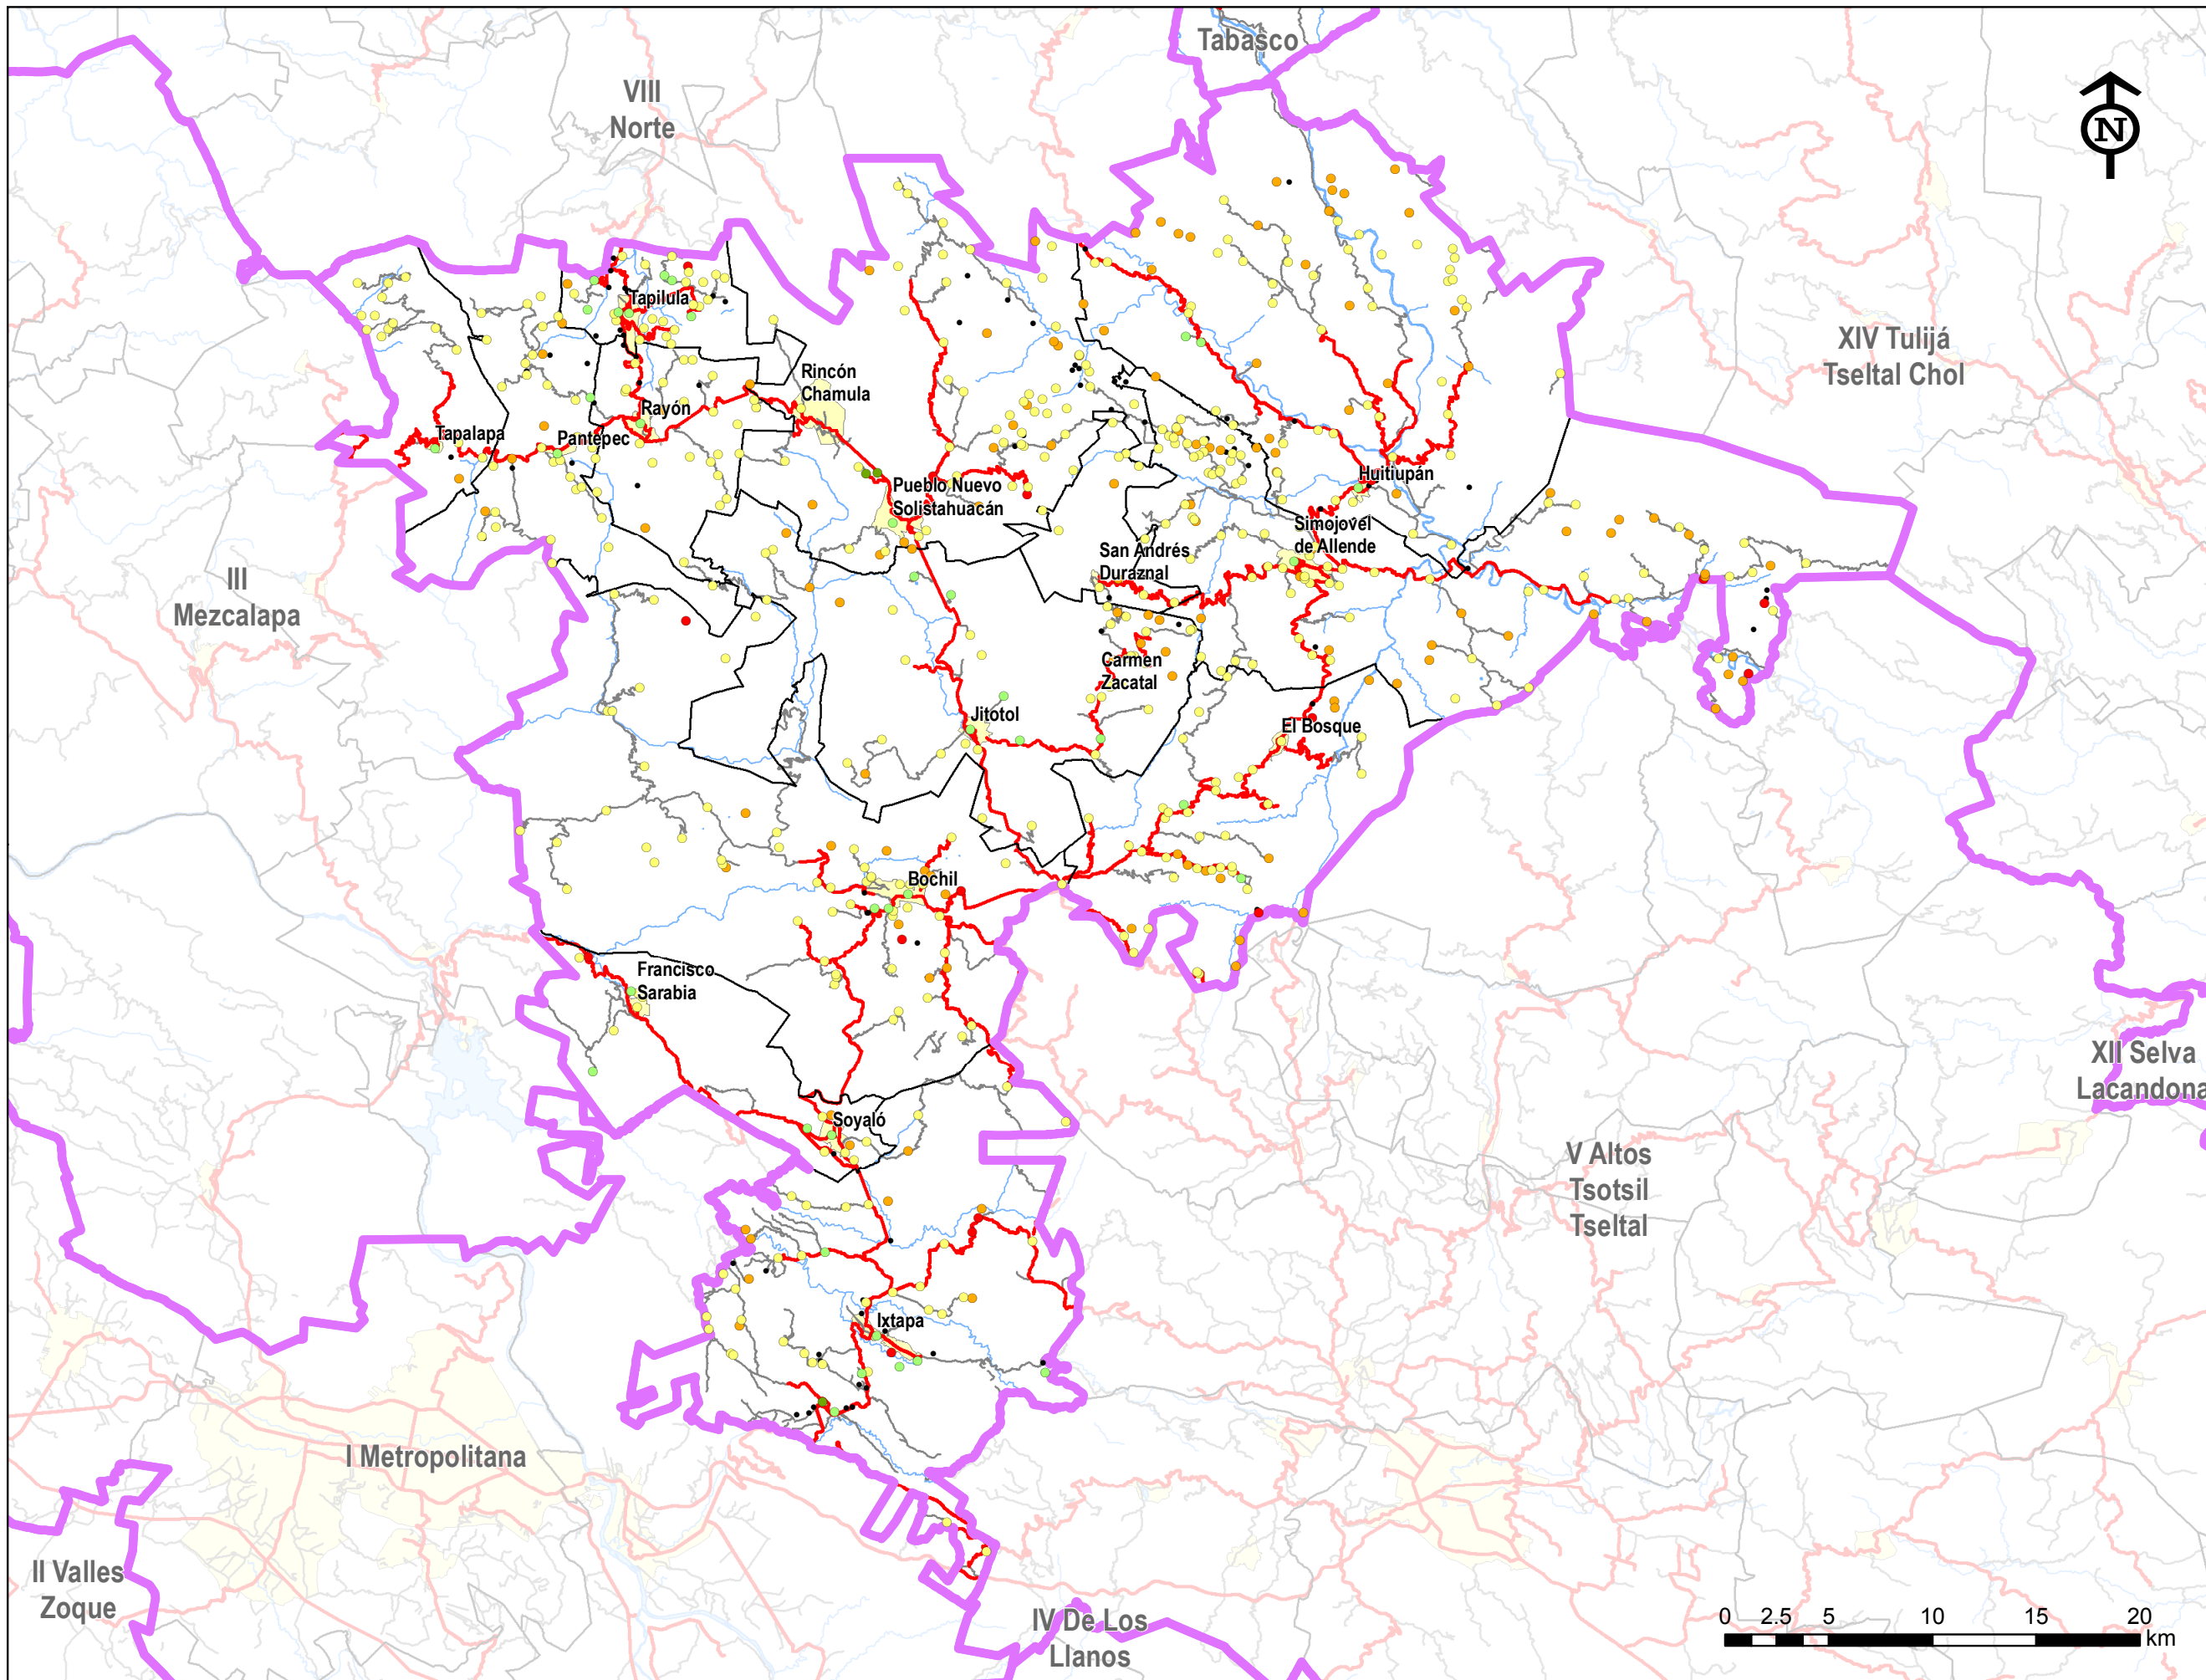 Tabasco
VIII
Norte
N
XIV Tulijá
Tseltal Chol
Tapilula
Rincón
Chamula
Rayón
Tapalapa
Pantepec
Huitiupán
Pueblo Nuevo
Solistahuacán
Simojovel
de Allende
San Andrés
Duraznal
III
Mezcalapa
Carmen
Zacatal
Jitotol
El Bosque
Bochil
Francisco
Sarabia
XII Selva
Lacandona
Soyaló
V Altos
Tsotsil
Tseltal
Ixtapa
I Metropolitana
II Valles
Zoque
IV De Los
Llanos
0 2.5 5 10 15 20
km